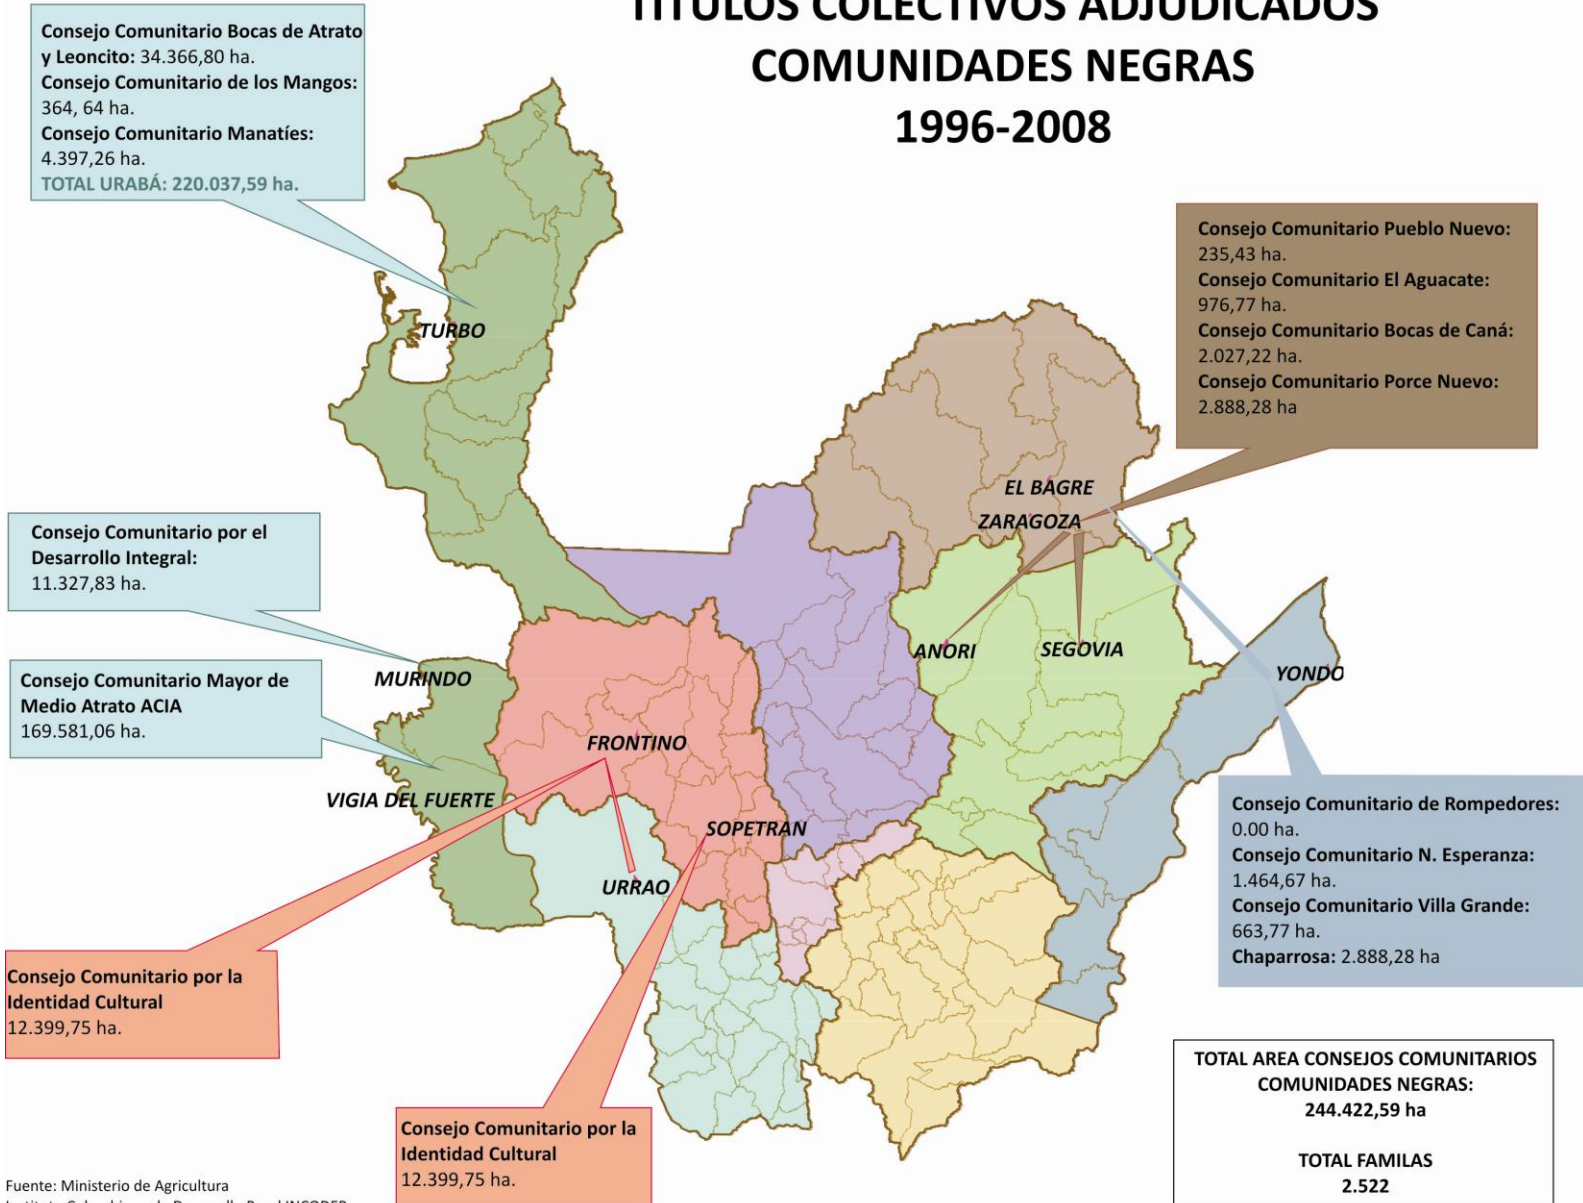 TÍTULOS COLECTIVOS ADJUDICADOS
COMUNIDADES NEGRAS
1996-2008
Consejo Comunitario Bocas de Atrato
y Leoncito: 34.366,80 ha.
Consejo Comunitario de los Mangos:
364, 64 ha.
Consejo Comunitario Manatíes:
4.397,26 ha.
TOTAL URABÁ: 220.037,59 ha.
Consejo Comunitario Pueblo Nuevo:
235,43 ha.
Consejo Comunitario El Aguacate:
976,77 ha.
Consejo Comunitario Bocas de Caná:
2.027,22 ha.
Consejo Comunitario Porce Nuevo:
2.888,28 ha
TURBO
EL BAGRE
ZARAGOZA
Consejo Comunitario por el
Desarrollo Integral:
11.327,83 ha.
ANORI
SEGOVIA
YONDO
MURINDO
Consejo Comunitario Mayor de
Medio Atrato ACIA
169.581,06 ha.
FRONTINO
VIGIA DEL FUERTE
SOPETRAN
URRAO
Consejo Comunitario de Rompedores:
0.00 ha.
Consejo Comunitario N. Esperanza:
1.464,67 ha.
Consejo Comunitario Villa Grande:
663,77 ha.
Chaparrosa: 2.888,28 ha
Consejo Comunitario por la
Identidad Cultural
12.399,75 ha.
Consejo Comunitario por la
Identidad Cultural
12.399,75 ha.
TOTAL AREA CONSEJOS COMUNITARIOS
COMUNIDADES NEGRAS:
244.422,59 ha
TOTAL FAMILAS
2.522
Fuente: Ministerio de Agricultura
Instituto Colombiano de Desarrollo Rural INCODER